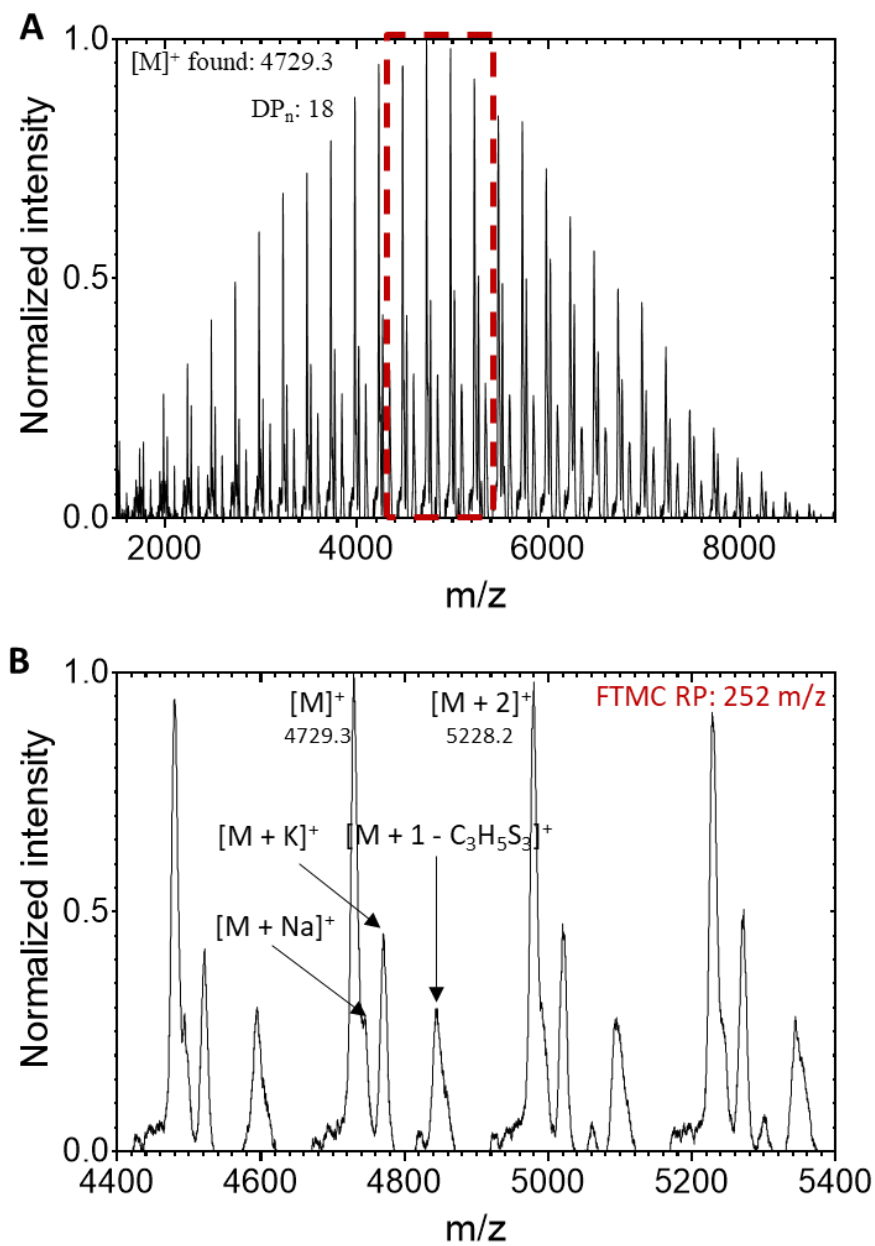 A
1.0
[M]⁺ found: 4729.3
DPₙ: 18
Normalized intensity
0.5
0.0
2000 4000 6000 8000
m/z
B
1.0
[M]⁺ [M + 2]⁺ FTMC RP: 252 m/z
4729.3 5228.2
[M + K]⁺ [M + 1 - C₃H₅S₃]⁺
Normalized intensity
0.5
[M + Na]⁺
0.0
4400 4600 4800 5000 5200 5400
m/z